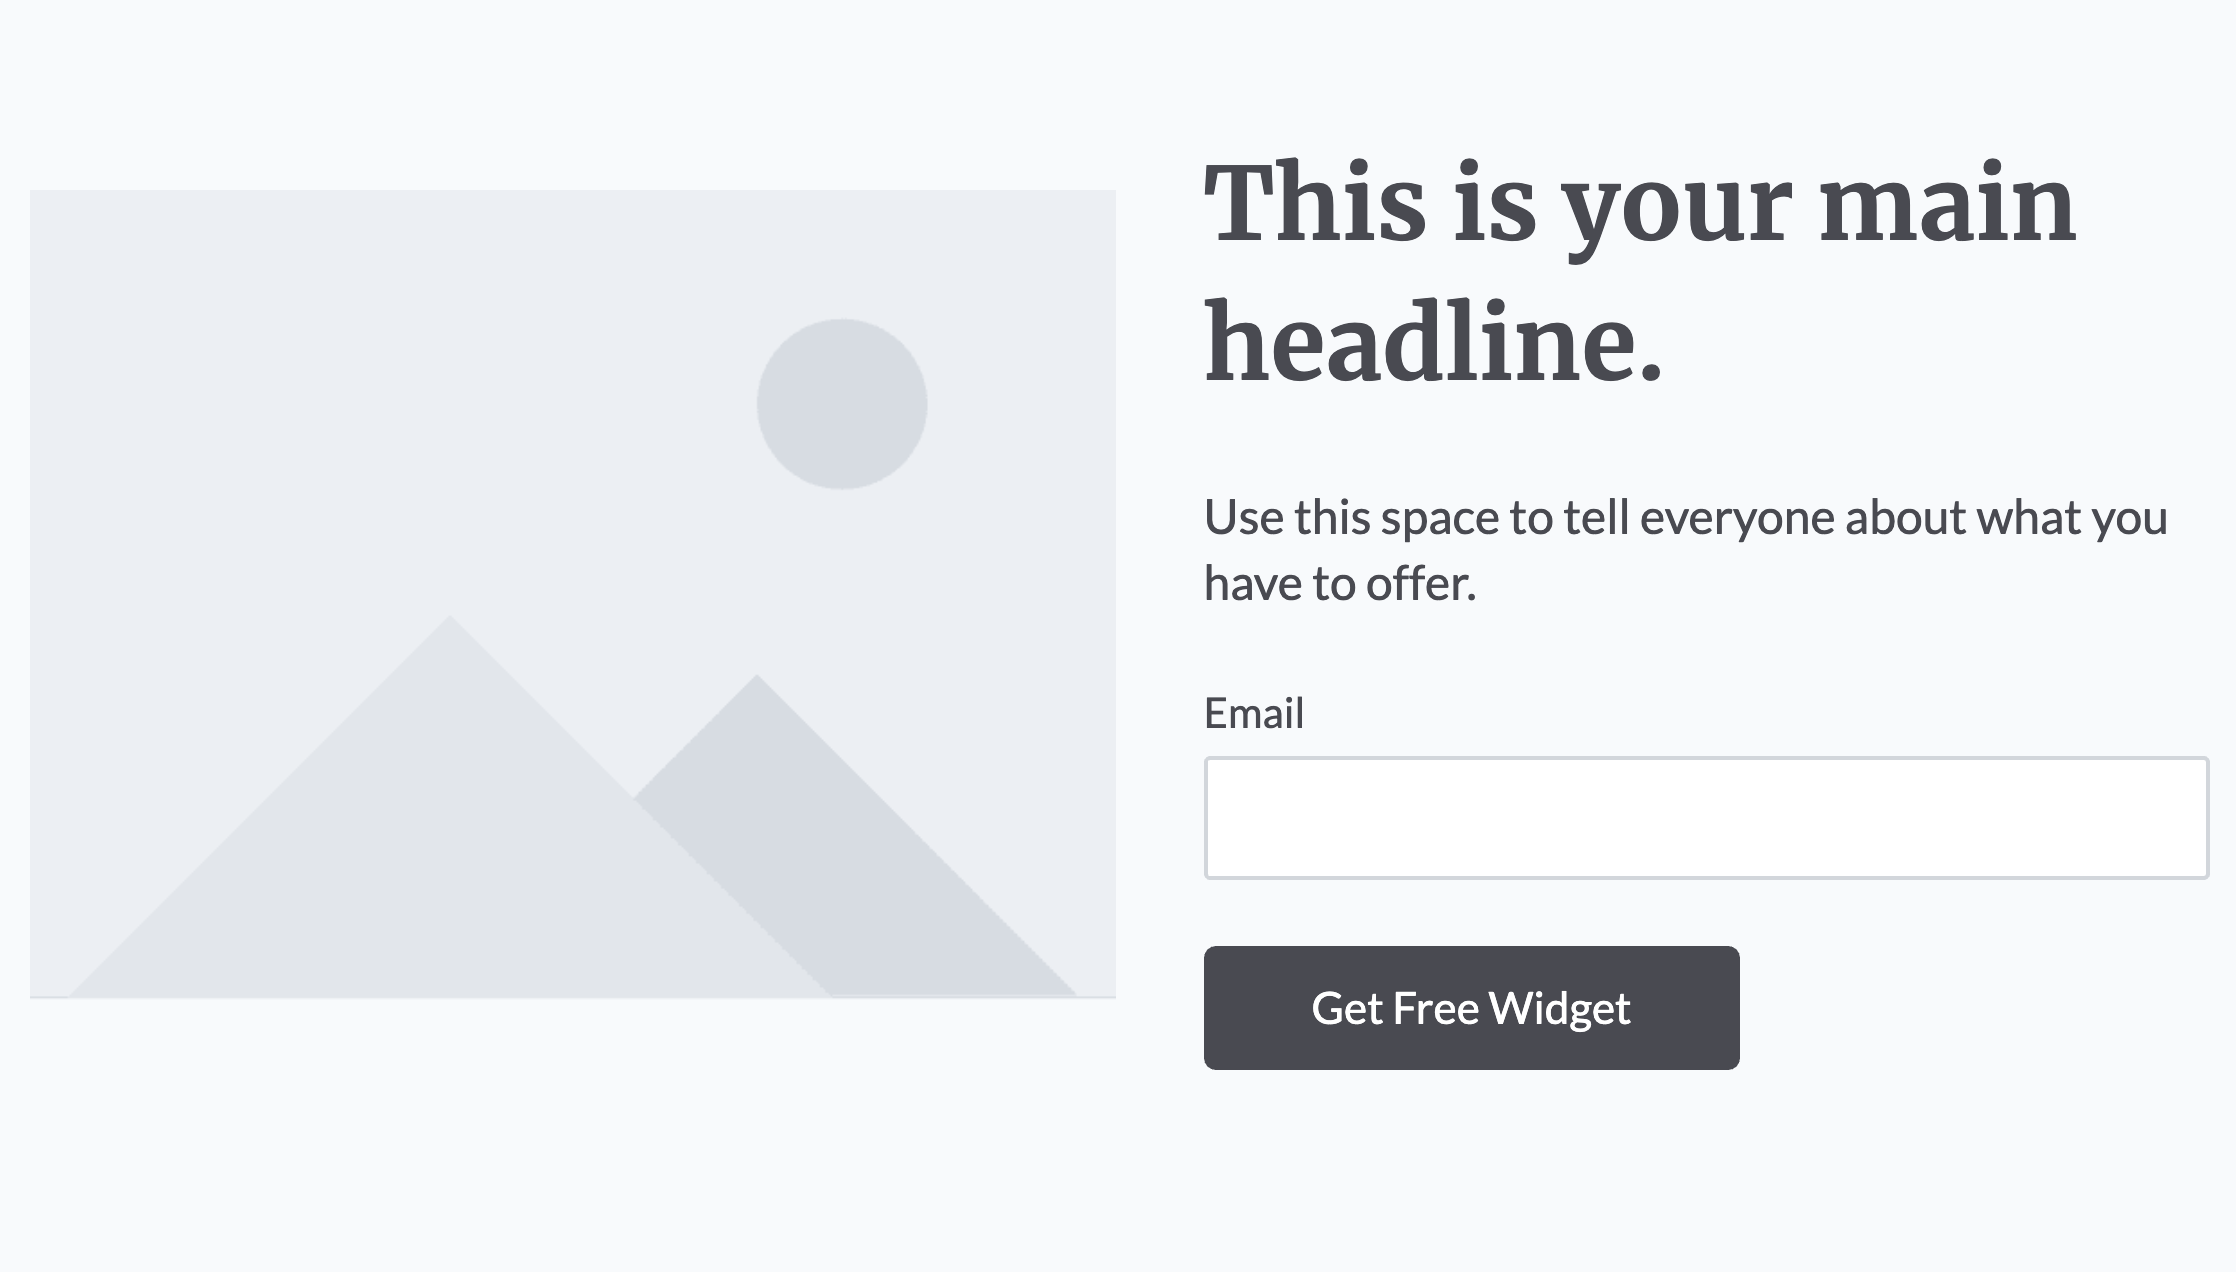 This is your main
headline.
Use this space to tell everyone about what you
have to offer.
Email
Get Free Widget